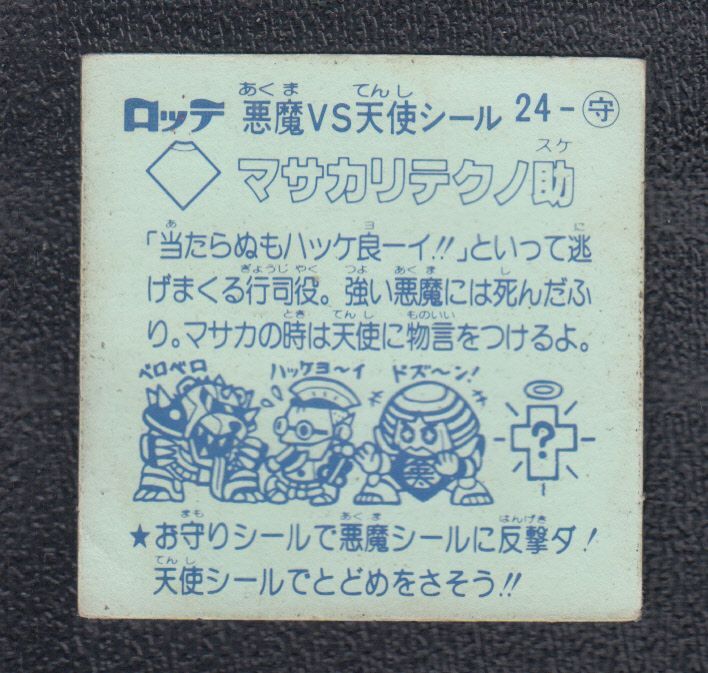 ロッテ 悪魔VS天使シール 24-守
あくま てんし
マサカリテクノ助
スケ
「当たらぬもハッケ良ーイ!!」といって逃
あ ヨ に
げまくる行司役。強い悪魔には死んだふ
ぎょうじやく つよ あくま し
り。マサカの時は天使に物言をつけるよ。
とき てんし ものいい
ペロペロ ハッケヨ〜イ ドズ〜ン!
?
★お守りシールで悪魔シールに反撃ダ!
まも あくま はんげき
天使シールでとどめをさそう!!
てんし